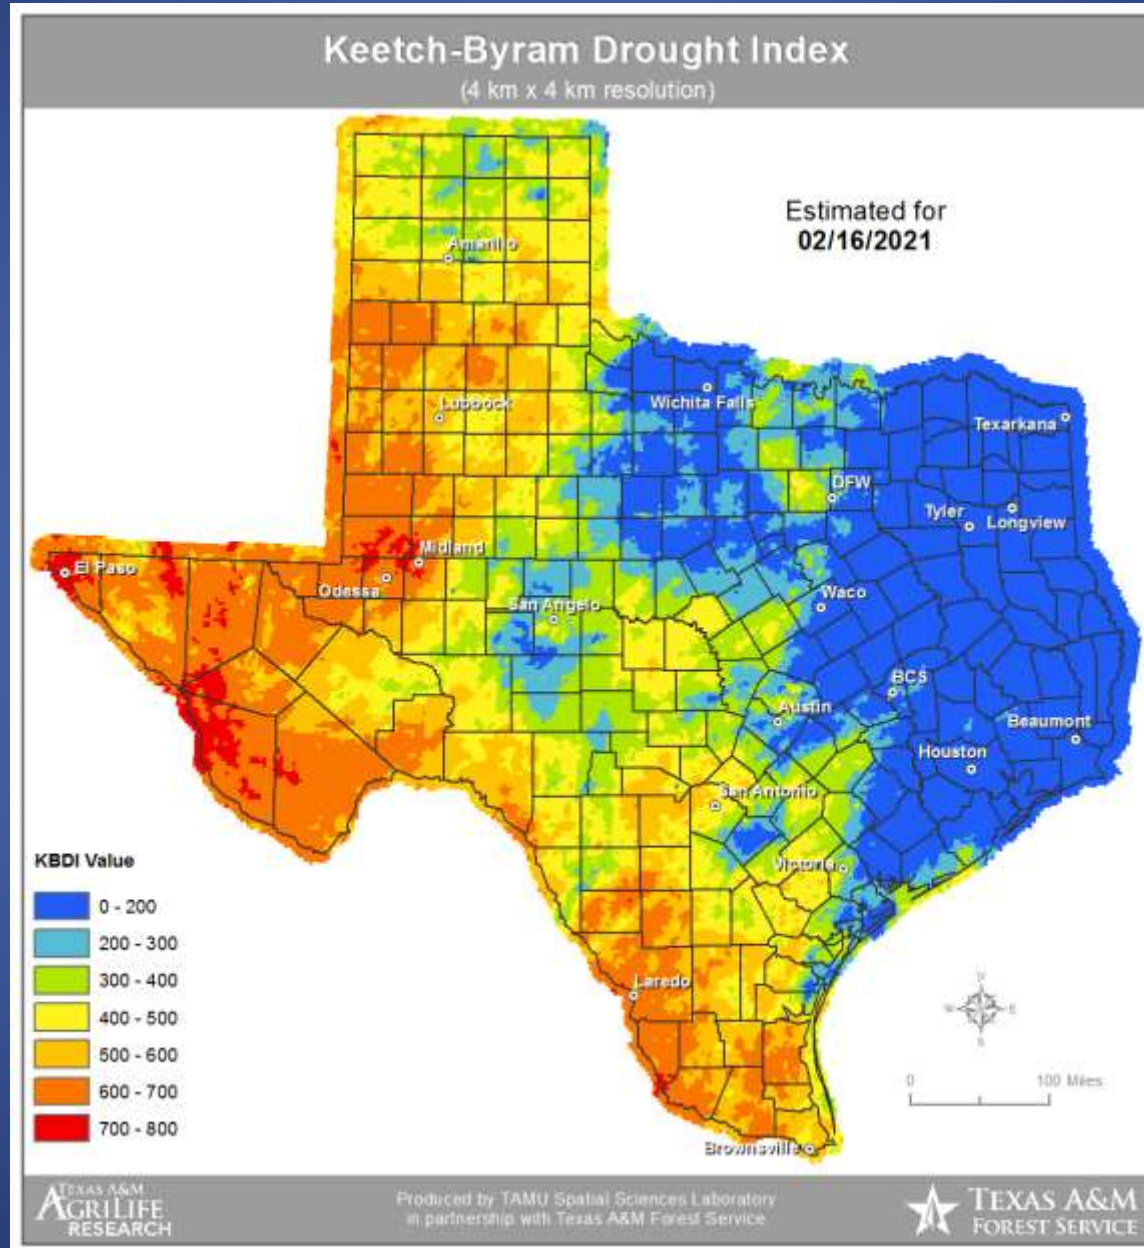 Keetch-Byram Drought Index
(4 km x 4 km resolution)
Estimated for
02/16/2021
Amarillo
Lubbock
Wichita Falls
Texarkana
DFW
Tyler
Longview
Midland
El Paso
Odessa
San Angelo
Waco
BCS
Austin
Beaumont
Houston
San Antonio
Victoria
Laredo
Brownsville
KBDI Value
0 - 200
200 - 300
300 - 400
400 - 500
500 - 600
600 - 700
700 - 800
N
W
E
S
0 100 Miles
TEXAS A&M
AGRILIFE
RESEARCH
Produced by TAMU Spatial Sciences Laboratory
in partnership with Texas A&M Forest Service
TEXAS A&M
FOREST SERVICE